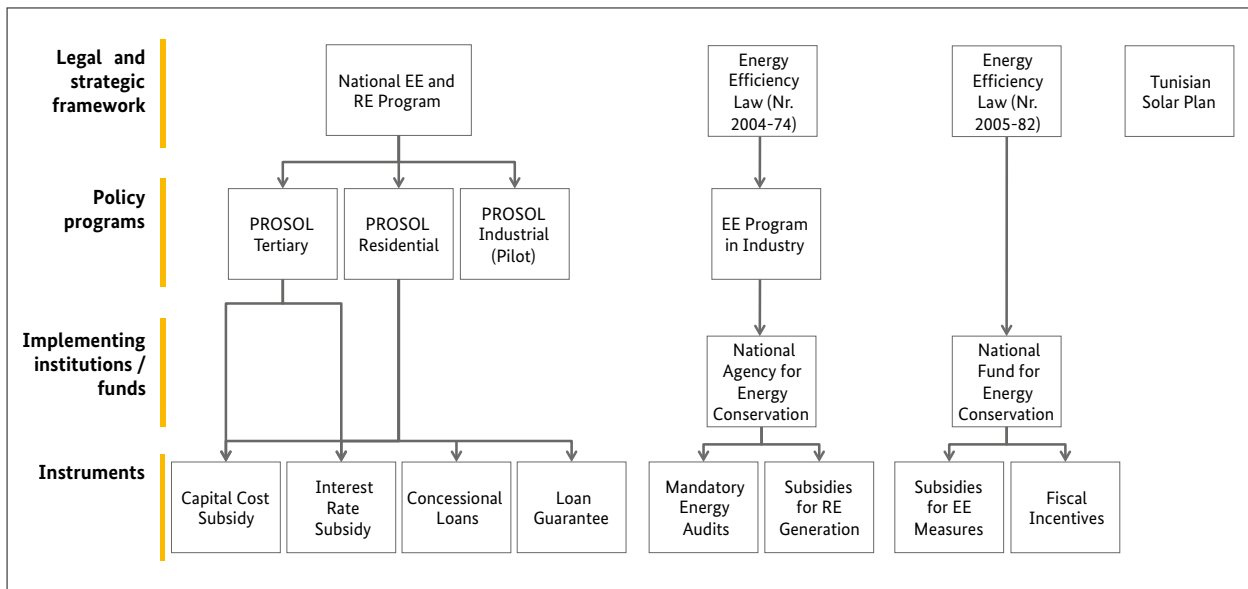 Legal and
strategic
framework
National EE and
RE Program
Energy
Efficiency
Law (Nr.
2004-74)
Energy
Efficiency
Law (Nr.
2005-82)
Tunisian
Solar Plan
Policy
programs
PROSOL
Tertiary
PROSOL
Residential
PROSOL
Industrial
(Pilot)
EE Program
in Industry
Implementing
institutions /
funds
National
Agency for
Energy
Conservation
National
Fund for
Energy
Conservation
Instruments
Capital Cost
Subsidy
Interest
Rate
Subsidy
Concessional
Loans
Loan
Guarantee
Mandatory
Energy
Audits
Subsidies
for RE
Generation
Subsidies
for EE
Measures
Fiscal
Incentives